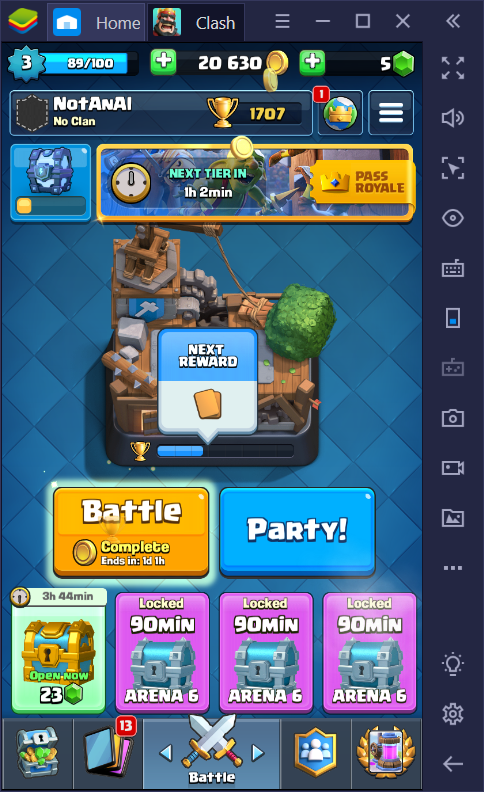 Home
Clash
3
89/100
20 630
5
NotAnAI
No Clan
1707
1
NEXT TIER IN
1h 2min
PASS
ROYALE
NEXT
REWARD
Battle
Complete
Ends in: 1d 1h
Party!
3h 44min
OPEN NOW
23
Locked
90MIN
ARENA 6
Locked
90MIN
ARENA 6
Locked
90MIN
ARENA 6
13
Battle